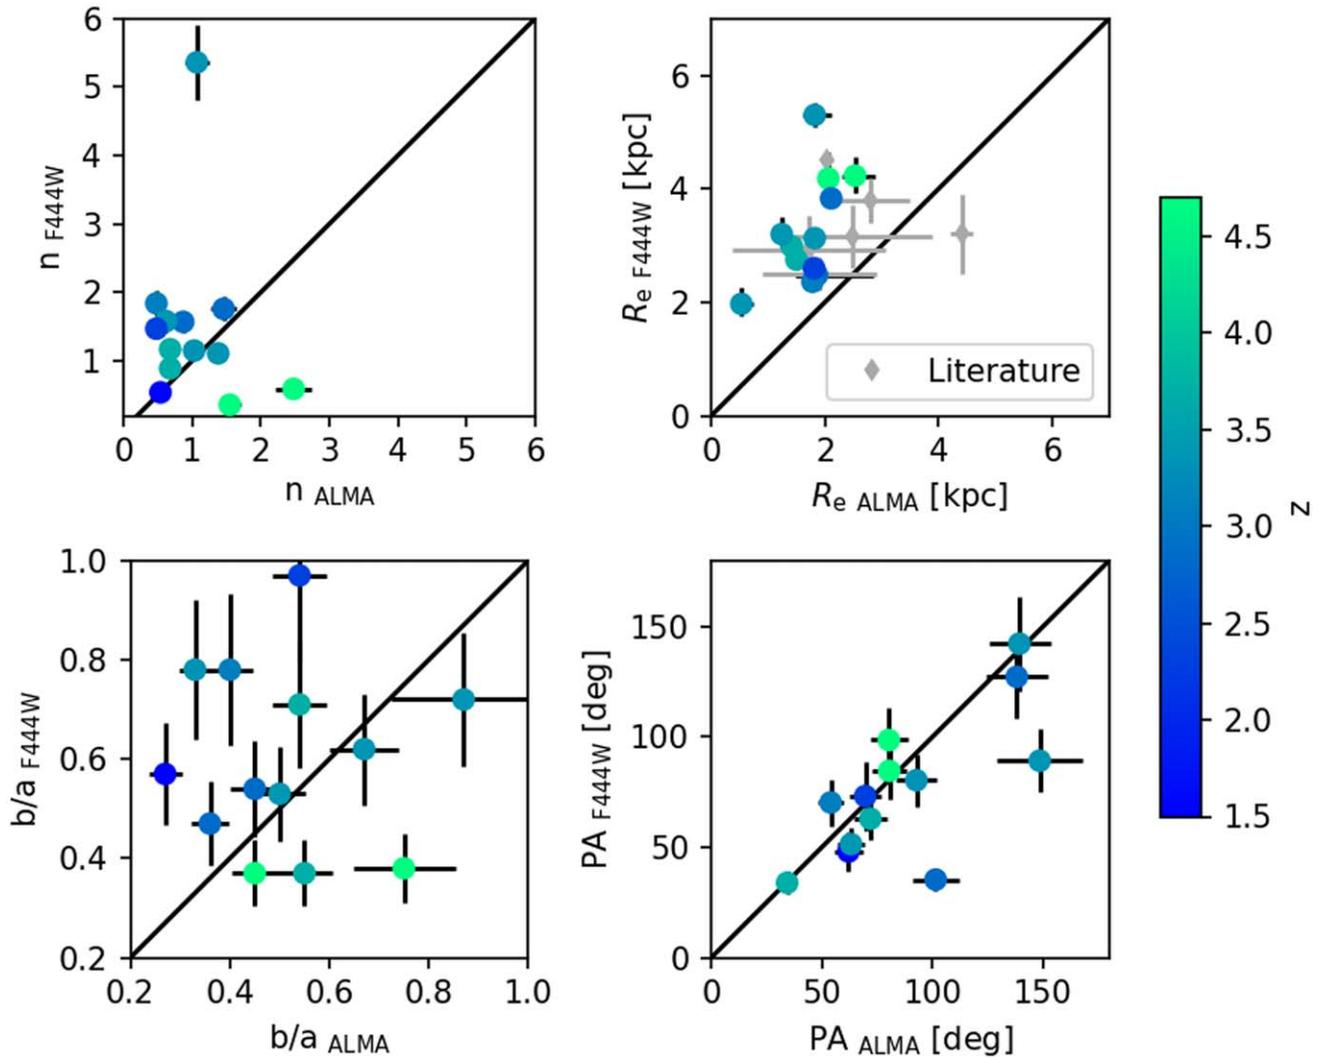 6
5
4
3
2
1
n F444W
0 1 2 3 4 5 6
n ALMA
6
4
2
0
Re F444W [kpc]
Literature
0 2 4 6
Re ALMA [kpc]
1.0
0.8
0.6
0.4
0.2
b/a F444W
0.2 0.4 0.6 0.8 1.0
b/a ALMA
150
100
50
0
PA F444W [deg]
0 50 100 150
PA ALMA [deg]
4.5
4.0
3.5
3.0
2.5
2.0
1.5
z